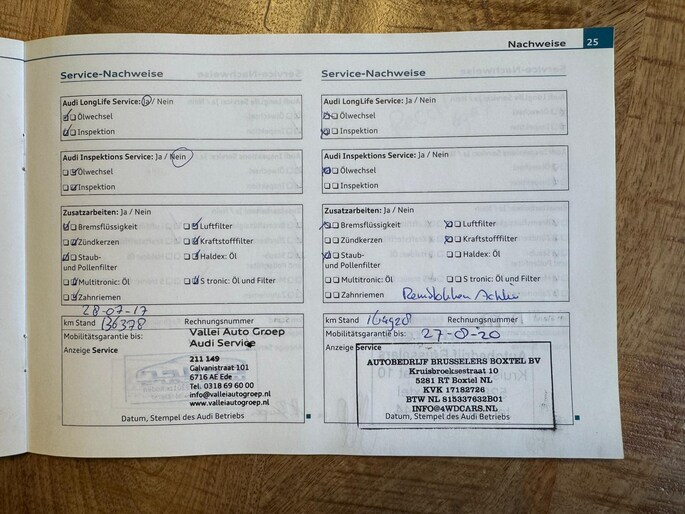 Nachweise 25
Service-Nachweise
Audi LongLife Service: Ja / Nein
Ölwechsel
Inspektion
Audi Inspektions Service: Ja / Nein
Ölwechsel
Inspektion
Zusatzarbeiten: Ja / Nein
Bremsflüssigkeit
Luftfilter
Zündkerzen
Kraftstofffilter
Staub-
und Pollenfilter
Haldex: Öl
Multitronic: Öl
S tronic: Öl und Filter
Zahnriemen
28-07-17
km Stand 136378
Rechnungsnummer
Mobilitätsgarantie bis:
Vallei Auto Groep
Anzeige Service
Audi Service
211 149
Galvanistraat 101
6716 AE Ede
Tel. 0318 69 60 00
info@valleiautogroep.nl
www.valleiautogroep.nl
Datum, Stempel des Audi Betriebs
Service-Nachweise
Audi LongLife Service: Ja / Nein
Ölwechsel
Inspektion
Audi Inspektions Service: Ja / Nein
Ölwechsel
Inspektion
Zusatzarbeiten: Ja / Nein
Bremsflüssigkeit
Luftfilter
Zündkerzen
Kraftstofffilter
Staub-
und Pollenfilter
Haldex: Öl
Multitronic: Öl
S tronic: Öl und Filter
Zahnriemen
Remblokken Achter
km Stand 164928
Rechnungsnummer
Mobilitätsgarantie bis: 27-08-20
Anzeige Service
AUTOBEDRIJF BRUSSELERS BOXTEL BV
Kruisbroeksestraat 10
5281 RT Boxtel NL
KVK 17182726
BTW NL 815337632B01
INFO@4WDCARS.NL
Datum, Stempel des Audi Betriebs